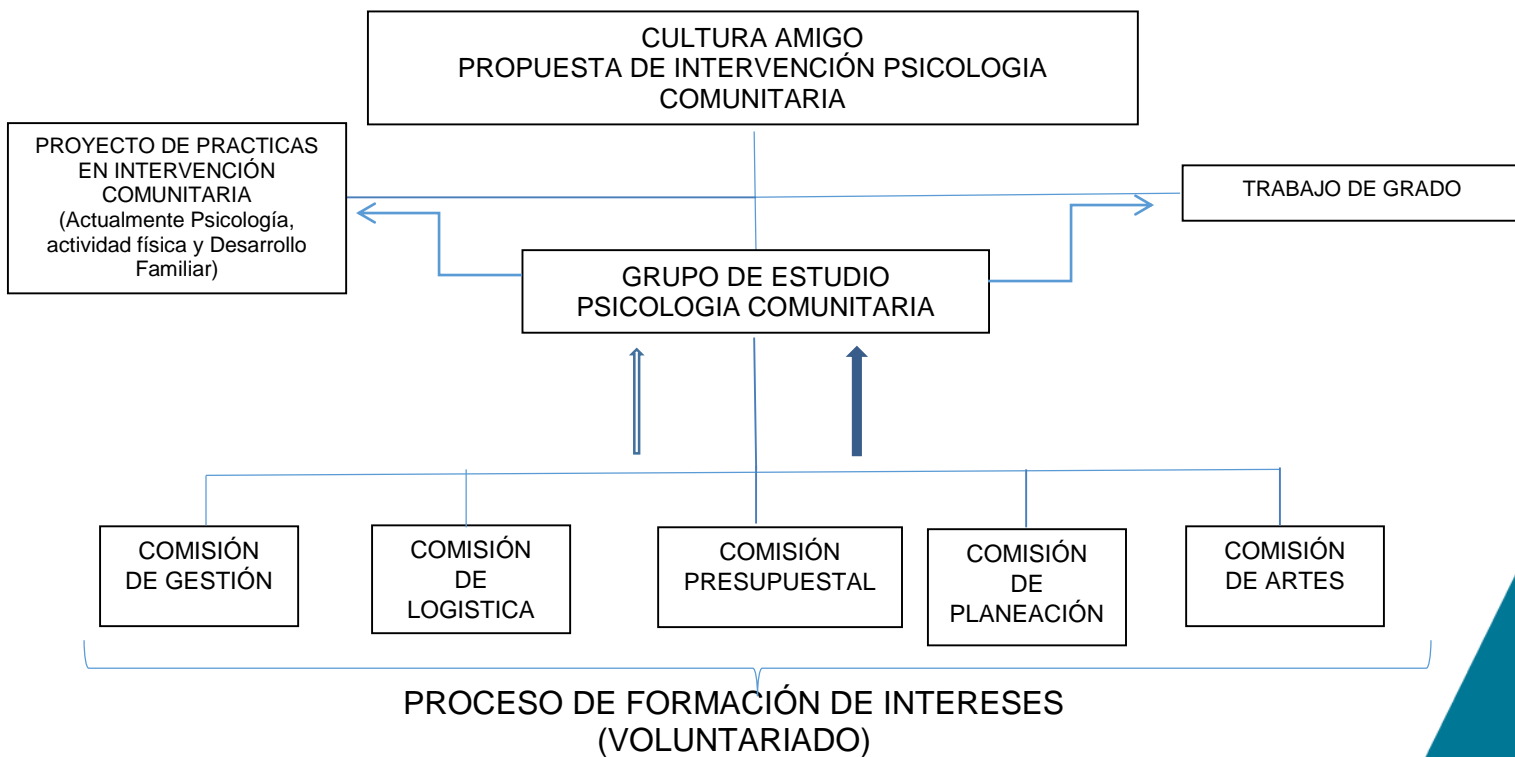 CULTURA AMIGO
PROPUESTA DE INTERVENCIÓN PSICOLOGIA
COMUNITARIA
PROYECTO DE PRACTICAS
EN INTERVENCIÓN
COMUNITARIA
(Actualmente Psicología,
actividad física y Desarrollo
Familiar)
TRABAJO DE GRADO
GRUPO DE ESTUDIO
PSICOLOGIA COMUNITARIA
COMISIÓN
DE GESTIÓN
COMISIÓN
DE
LOGISTICA
COMISIÓN
PRESUPUESTAL
COMISIÓN
DE
PLANEACIÓN
COMISIÓN
DE ARTES
PROCESO DE FORMACIÓN DE INTERESES
(VOLUNTARIADO)